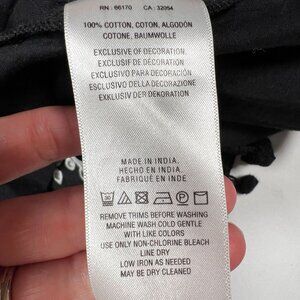 RN : 66170 CA : 32054
100% COTTON, COTON, ALGODÓN
COTONE, BAUMWOLLE
EXCLUSIVE OF DECORATION
EXCLUSIF DE DÉCORATION
EXCLUSIVO PARA DECORACIÓN
ESCLUSIVO DELLA DECORAZIONE
EXKLUSIV DER DEKORATION
MADE IN INDIA.
HECHO EN INDIA.
FABRIQUÉ EN INDE
30
REMOVE TRIMS BEFORE WASHING
MACHINE WASH COLD GENTLE
WITH LIKE COLORS
USE ONLY NON-CHLORINE BLEACH
LINE DRY
LOW IRON AS NEEDED
MAY BE DRY CLEANED